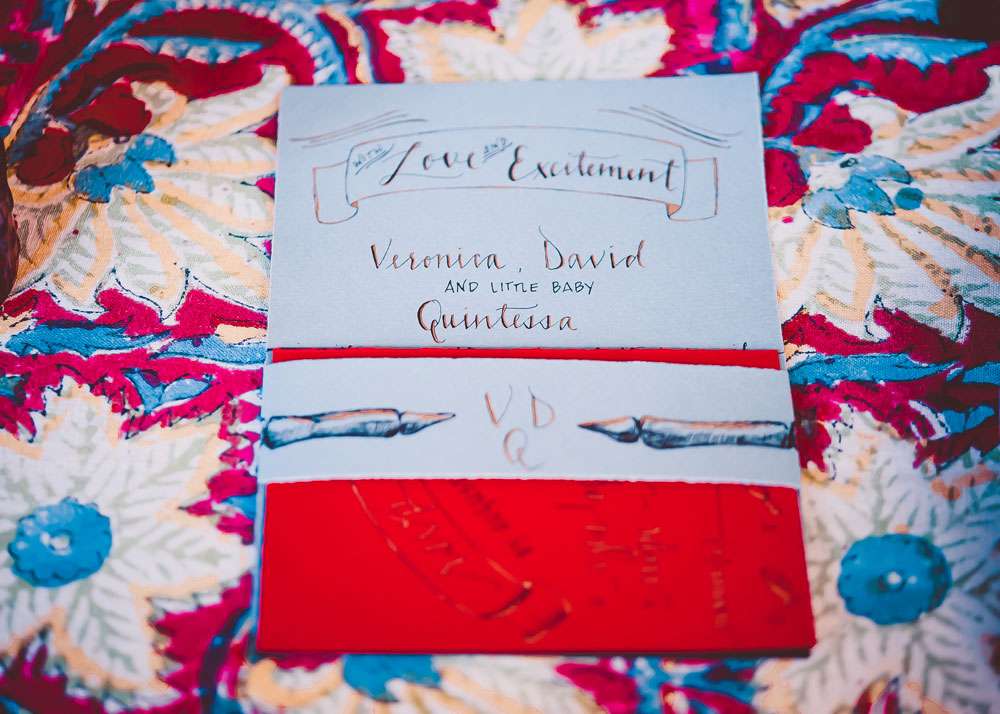 WITH Love AND Excitement
Veronica, David
AND LITTLE BABY
Quintessa
V D
Q